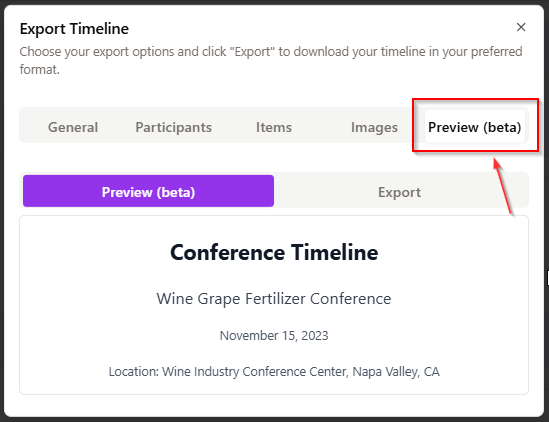 Export Timeline
Choose your export options and click "Export" to download your timeline in your preferred
format.
General Participants Items Images Preview (beta)
Preview (beta) Export
Conference Timeline
Wine Grape Fertilizer Conference
November 15, 2023
Location: Wine Industry Conference Center, Napa Valley, CA